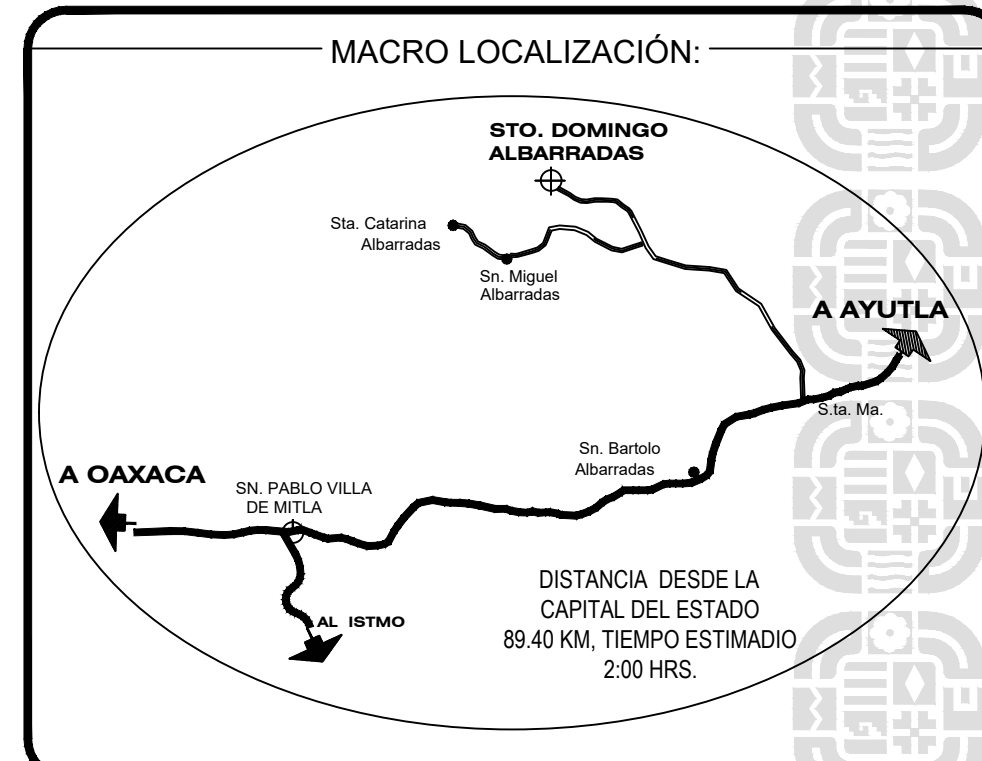 MACRO LOCALIZACIÓN:
STO. DOMINGO
ALBARRADAS
Sta. Catarina
Albarradas
Sn. Miguel
Albarradas
A AYUTLA
S.ta. Ma.
Sn. Bartolo
Albarradas
A OAXACA
SN. PABLO VILLA
DE MITLA
AL ISTMO
DISTANCIA DESDE LA
CAPITAL DEL ESTADO
89.40 KM, TIEMPO ESTIMADIO
2:00 HRS.